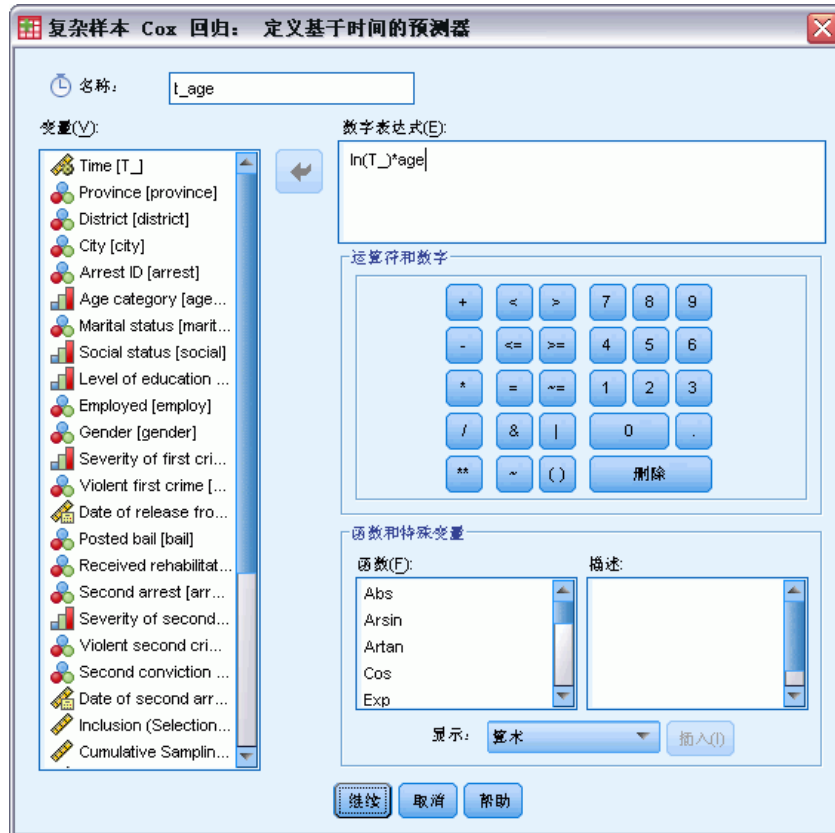 复杂样本 Cox 回归： 定义基于时间的预测器
名称：
t_age
变量(V):
Time [T_]
Province [province]
District [district]
City [city]
Arrest ID [arrest]
Age category [age...
Marital status [marit...
Social status [social]
Level of education ...
Employed [employ]
Gender [gender]
Severity of first cri...
Violent first crime [...
Date of release fro...
Posted bail [bail]
Received rehabilitat...
Second arrest [arr...
Severity of second...
Violent second cri...
Second conviction ...
Date of second arr...
Inclusion (Selection...
Cumulative Samplin...
数字表达式(E):
ln(T_)*age
运算符和数字
+ < > 7 8 9
- <= >= 4 5 6
* = ~= 1 2 3
/ & | 0 .
** ~ ( ) 删除
函数和特殊变量
函数(F):
Abs
Arsin
Artan
Cos
Exp
描述:
显示：
算术
插入(I)
继续 取消 帮助